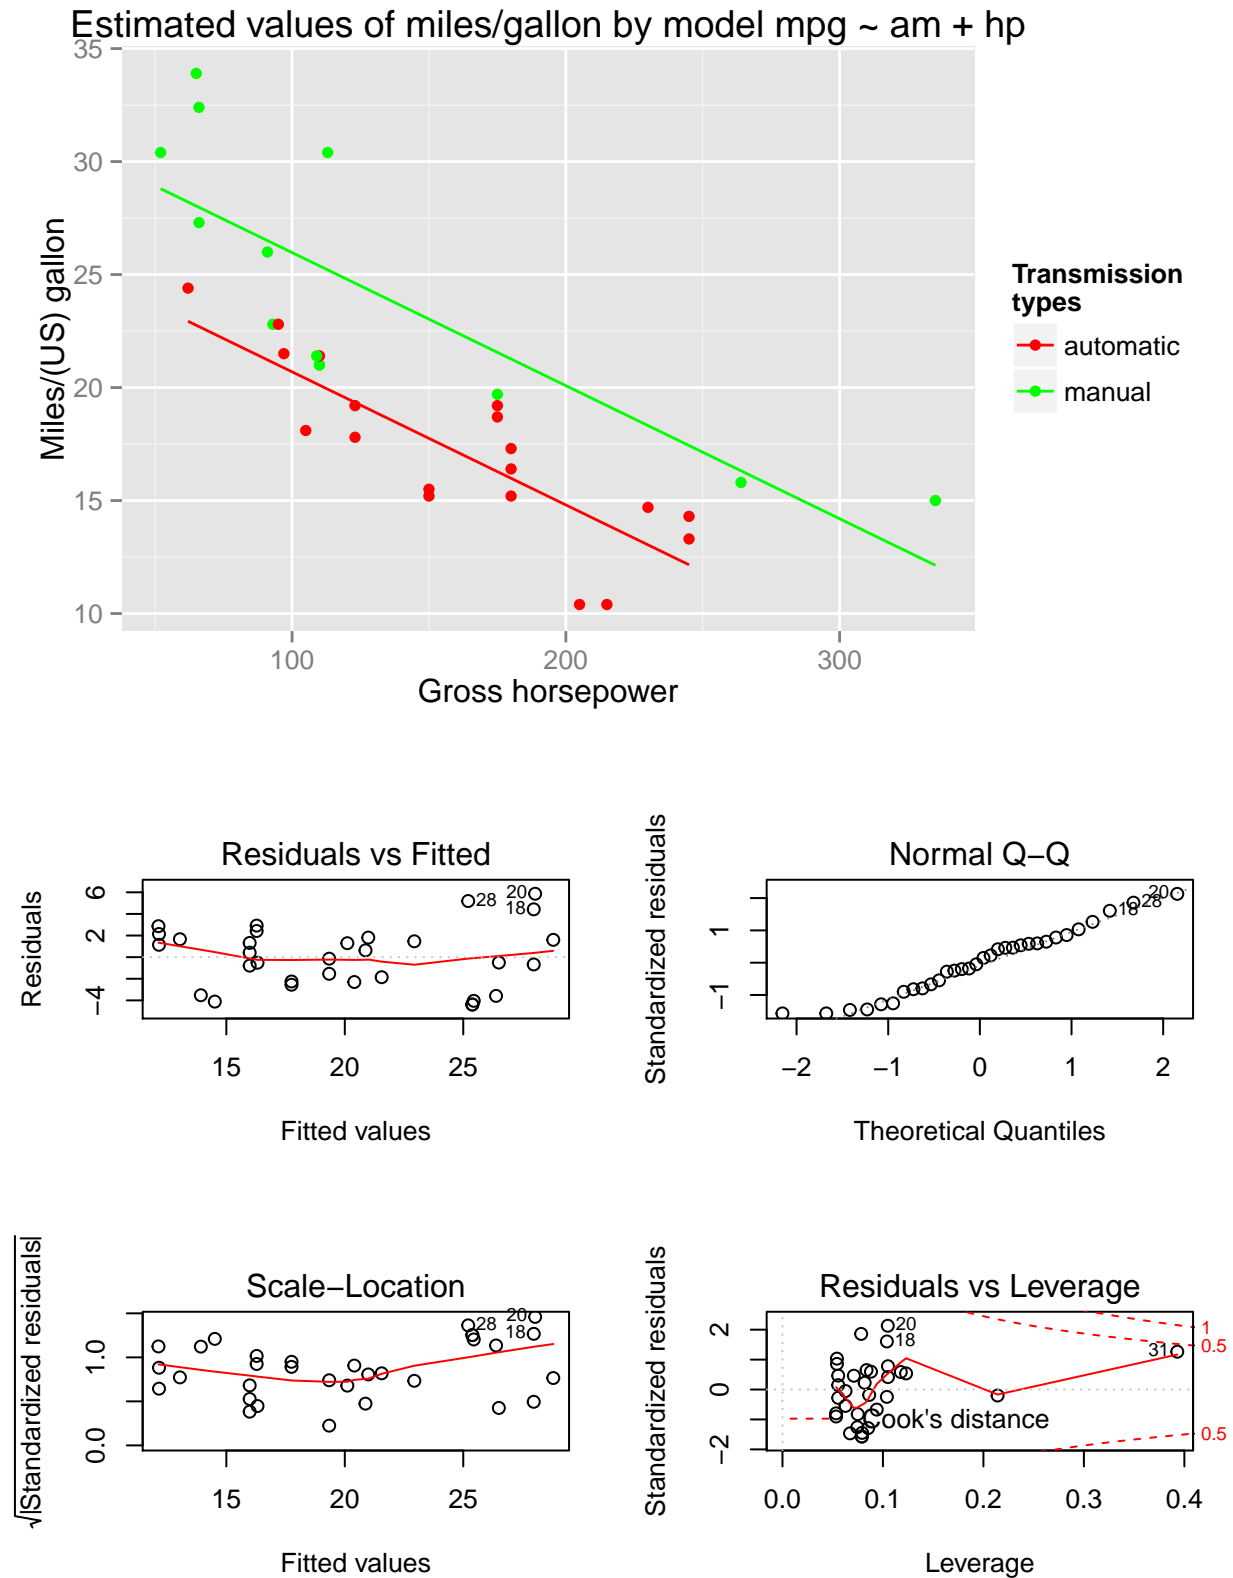 Estimated values of miles/gallon by model mpg ~ am + hp
35
30
25
20
15
10
Miles/(US) gallon
100 200 300
Gross horsepower
Transmission
types
automatic
manual
Residuals vs Fitted
Residuals
6
2
−4
28
20
18
15 20 25
Fitted values
Normal Q−Q
Standardized residuals
1
−1
20
28
18
−2 −1 0 1 2
Theoretical Quantiles
Scale−Location
√|Standardized residuals|
1.0
0.0
20
28
18
15 20 25
Fitted values
Residuals vs Leverage
Standardized residuals
2
0
−2
20
18
31
1
0.5
0.5
Cook's distance
0.0 0.1 0.2 0.3 0.4
Leverage